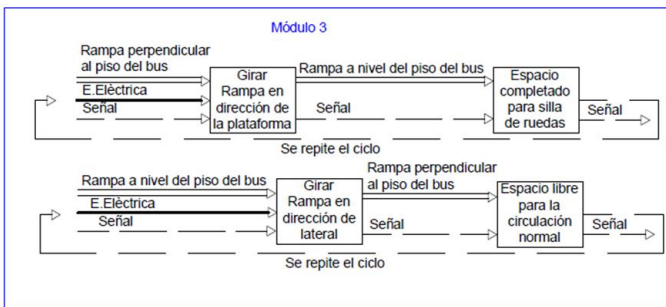 Módulo 3
Rampa perpendicular
al piso del bus
E.Elèctrica
Señal
Girar
Rampa en
dirección de
la plataforma
Rampa a nivel del piso del bus
Señal
Espacio
completado
para silla
de ruedas
Señal
Se repite el ciclo
Rampa a nivel del piso del bus
E.Elèctrica
Señal
Girar
Rampa en
dirección de
lateral
Rampa perpendicular
al piso del bus
Señal
Espacio libre
para la
circulación
normal
Señal
Se repite el ciclo